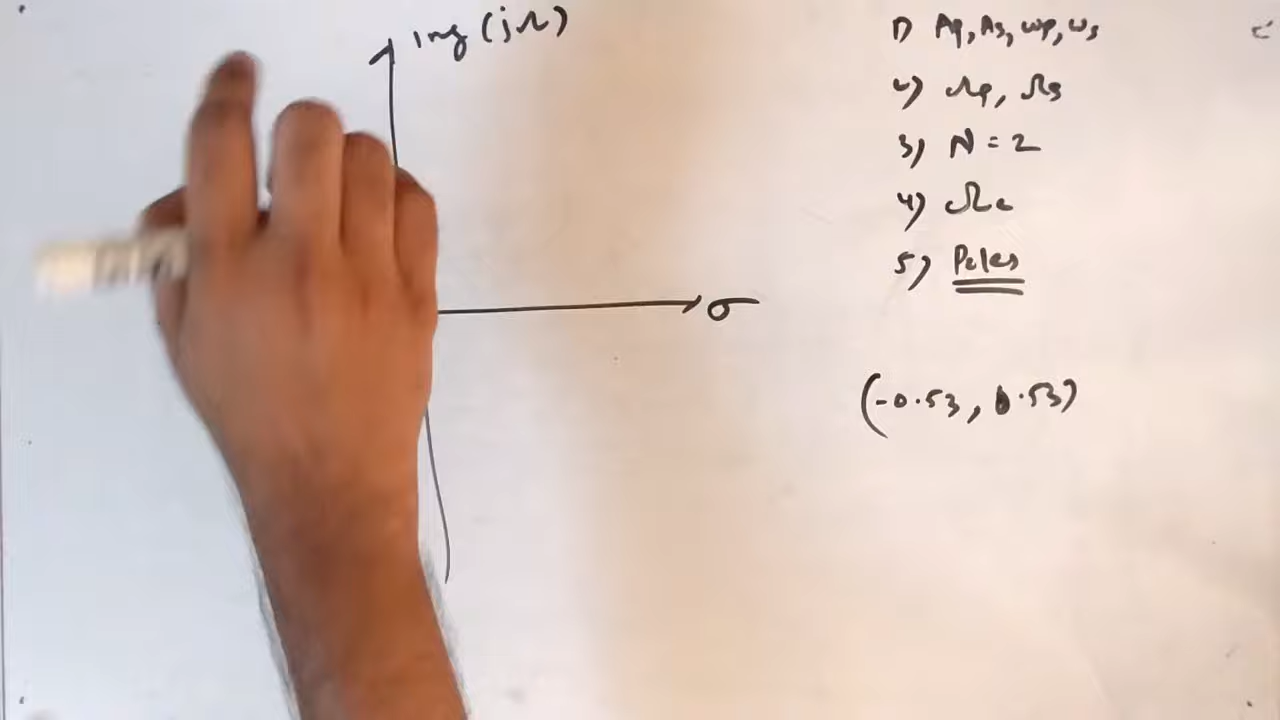 img (jΩ)
σ
1) Ap, As, ωp, ωs
2) Ωp, Ωs
3) N = 2
4) Ωc
5) Poles
(-0.53, 0.53)